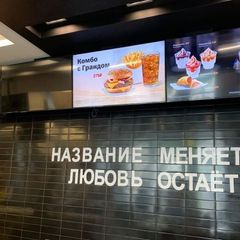 Комбо
с Грандом
НАЗВАНИЕ МЕНЯЕТ
ЛЮБОВЬ ОСТАЁТ